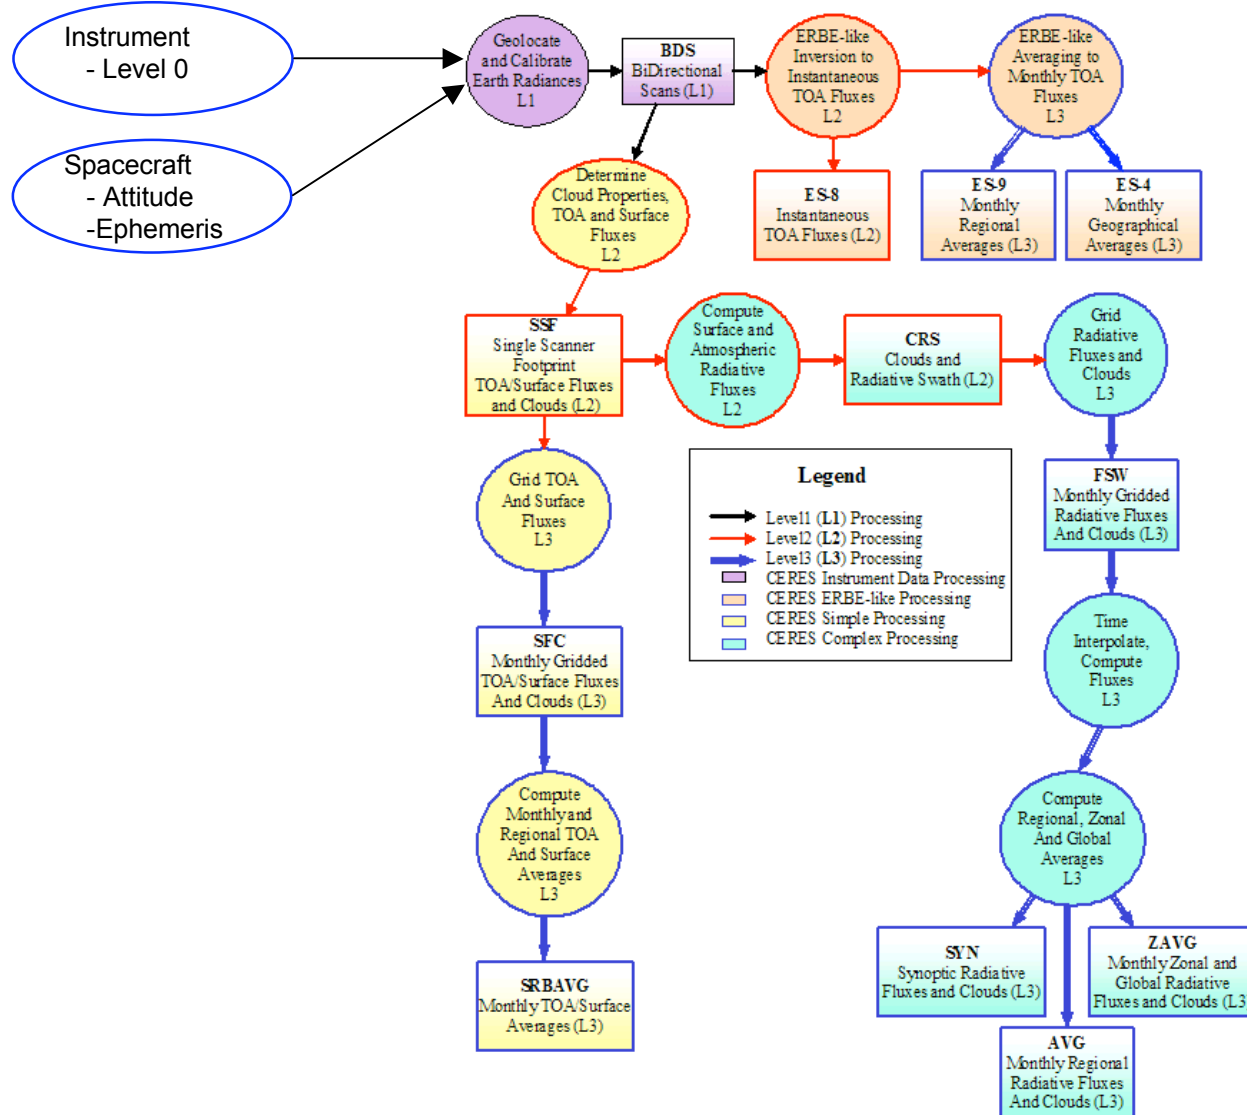 Instrument
- Level 0
Spacecraft
- Attitude
-Ephemeris
Geolocate
and Calibrate
Earth Radiances
L1
BDS
BiDirectional
Scans (L1)
ERBE-like
Inversion to
Instantaneous
TOA Fluxes
L2
ERBE-like
Averaging to
Monthly TOA
Fluxes
L3
Determine
Cloud Properties,
TOA and Surface
Fluxes
L2
ES-8
Instantaneous
TOA Fluxes (L2)
ES-9
Monthly
Regional
Averages (L3)
ES-4
Monthly
Geographical
Averages (L3)
SSF
Single Scanner
Footprint
TOA/Surface Fluxes
and Clouds (L2)
Compute
Surface and
Atmospheric
Radiative
Fluxes
L2
CRS
Clouds and
Radiative Swath (L2)
Grid
Radiative
Fluxes and
Clouds
L3
Grid TOA
And Surface
Fluxes
L3
Legend
Level1 (L1) Processing
Level2 (L2) Processing
Level3 (L3) Processing
CERES Instrument Data Processing
CERES ERBE-like Processing
CERES Simple Processing
CERES Complex Processing
FSW
Monthly Gridded
Radiative Fluxes
And Clouds (L3)
SFC
Monthly Gridded
TOA/Surface Fluxes
And Clouds (L3)
Time
Interpolate,
Compute
Fluxes
L3
Compute
Monthly and
Regional TOA
And Surface
Averages
L3
Compute
Regional, Zonal
And Global
Averages
L3
SRBAVG
Monthly TOA/Surface
Averages (L3)
SYN
Synoptic Radiative
Fluxes and Clouds (L3)
ZAVG
Monthly Zonal and
Global Radiative
Fluxes and Clouds (L3
AVG
Monthly Regional
Radiative Fluxes
And Clouds (L3)